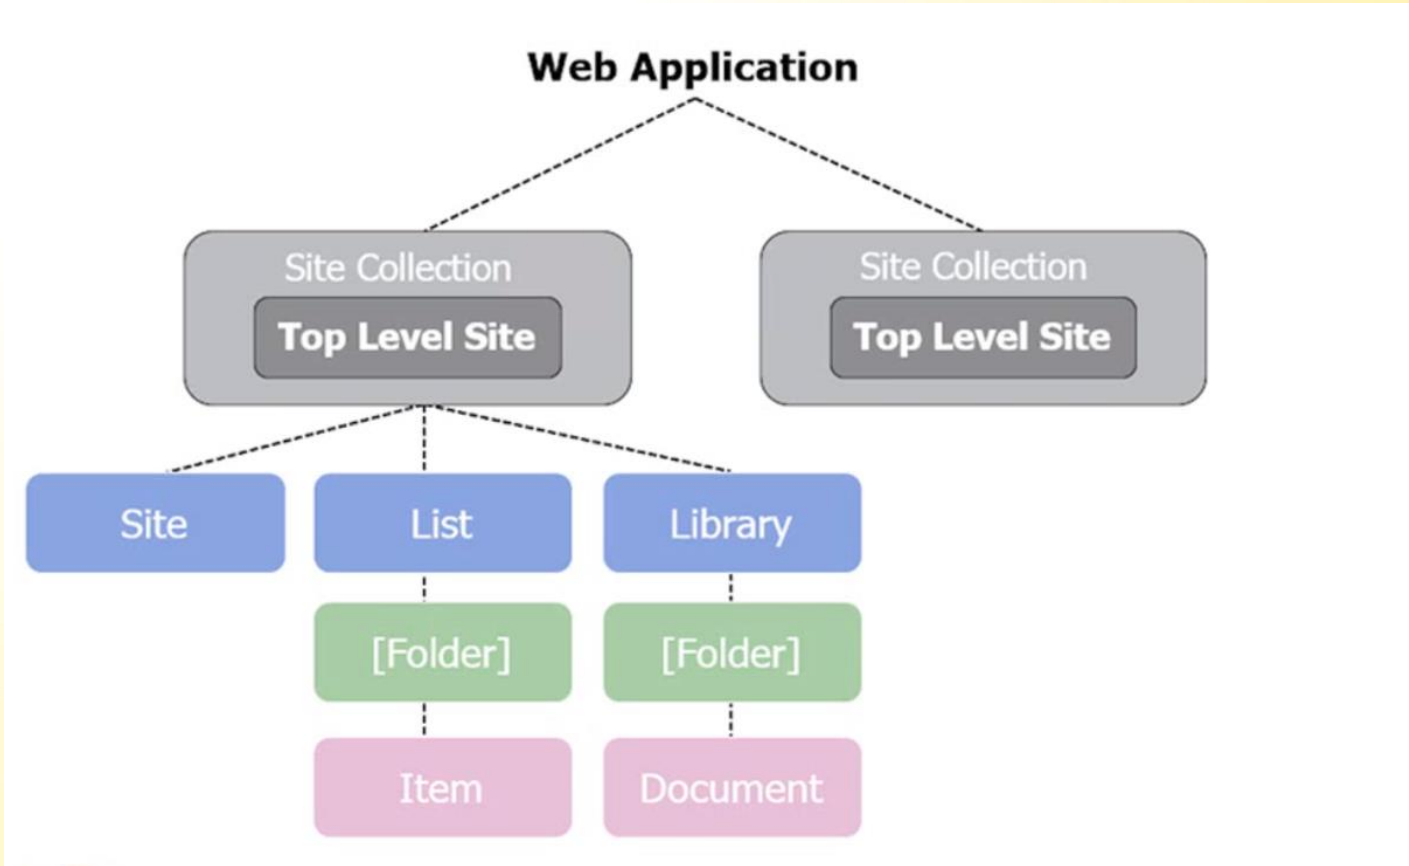 Web Application
Site Collection
Top Level Site
Site Collection
Top Level Site
Site
List
Library
[Folder]
[Folder]
Item
Document